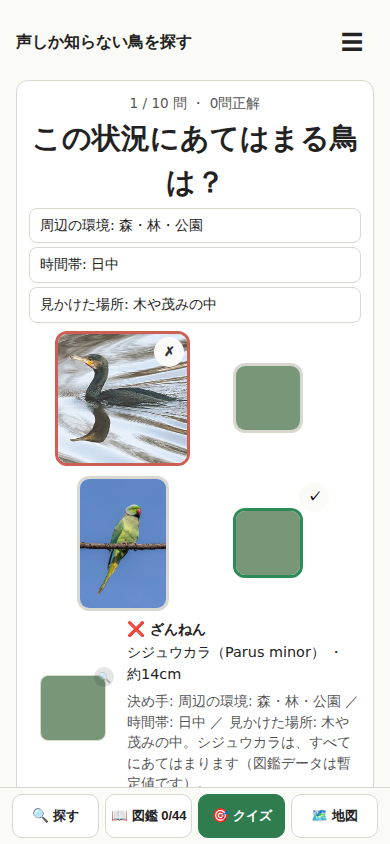 声しか知らない鳥を探す
☰
1 / 10 問 ・ 0問正解
この状況にあてはまる鳥
は？
周辺の環境: 森・林・公園
時間帯: 日中
見かけた場所: 木や茂みの中
✗
✓
❌ ざんねん
シジュウカラ（Parus minor） ・
約14cm
決め手: 周辺の環境: 森・林・公園 ／
時間帯: 日中 ／ 見かけた場所: 木や
茂みの中。シジュウカラは、すべて
にあてはまります（図鑑データは暫
定値です）。
🔍 探す
📖 図鑑 0/44
🎯 クイズ
🗺️ 地図